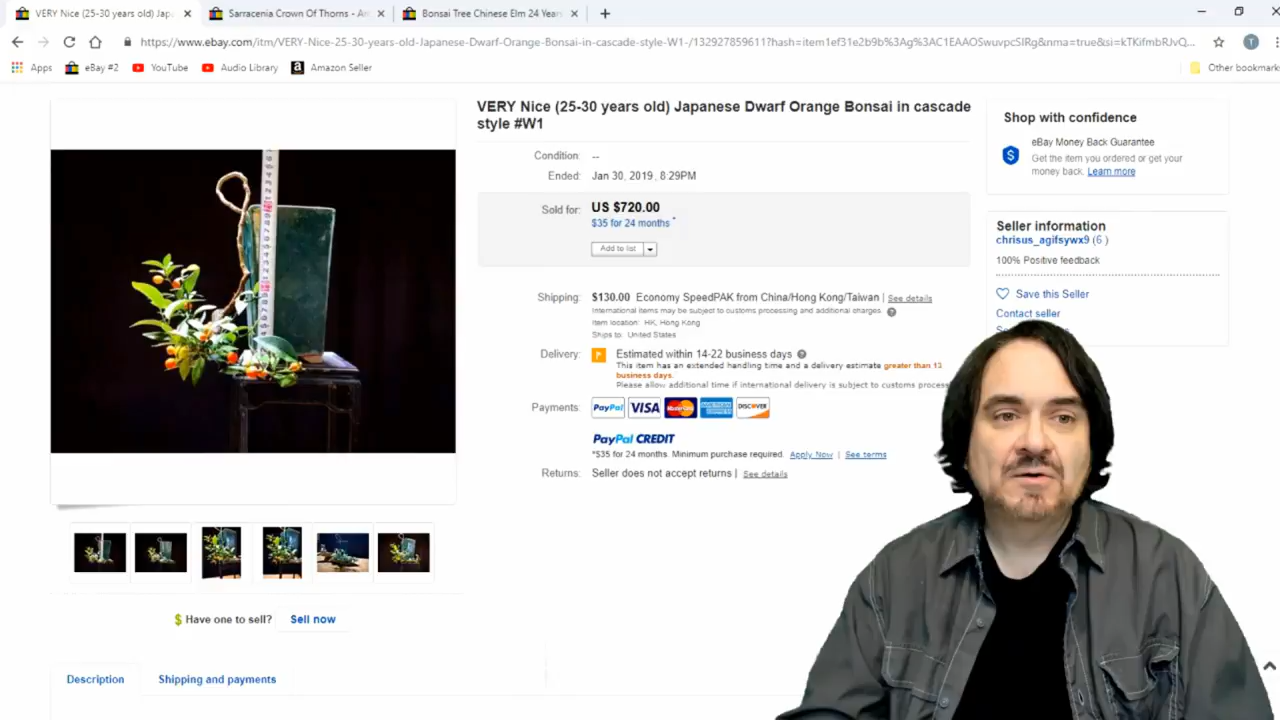 VERY Nice (25-30 years old) Jap
Sarracenia Crown Of Thorns - A
Bonsai Tree Chinese Elm 24 Years
https://www.ebay.com/itm/VERY-Nice-25-30-years-old-Japanese-Dwarf-Orange-Bonsai-in-cascade-style-W1-/132927859611?hash=item1ef31e2b9b%3Ag%3AC1EAAOSwuvpcSIRg&nma=true&si=kTKifmbRJvQ...
T
Apps
eBay #2
YouTube
Audio Library
Amazon Seller
Other bookmarks
VERY Nice (25-30 years old) Japanese Dwarf Orange Bonsai in cascade
style #W1
Condition: --
Ended: Jan 30, 2019 , 8:29PM
Sold for: US $720.00
$35 for 24 months *
Add to list
Shipping: $130.00 Economy SpeedPAK from China/Hong Kong/Taiwan | See details
International items may be subject to customs processing and additional charges
Item location: HK, Hong Kong
Ships to: United States
Delivery: Estimated within 14-22 business days
This item has an extended handling time and a delivery estimate greater than 13
business days.
Please allow additional time if international delivery is subject to customs proces
Payments: PayPal VISA MasterCard AMERICAN EXPRESS DISCOVER
PayPal CREDIT
*$35 for 24 months. Minimum purchase required. Apply Now | See terms
Returns: Seller does not accept returns | See details
Shop with confidence
eBay Money Back Guarantee
Get the item you ordered or get your
money back. Learn more
Seller information
chrisus_agifsywx9 (6 )
100% Positive feedback
Save this Seller
Contact seller
Have one to sell? Sell now
Description
Shipping and payments